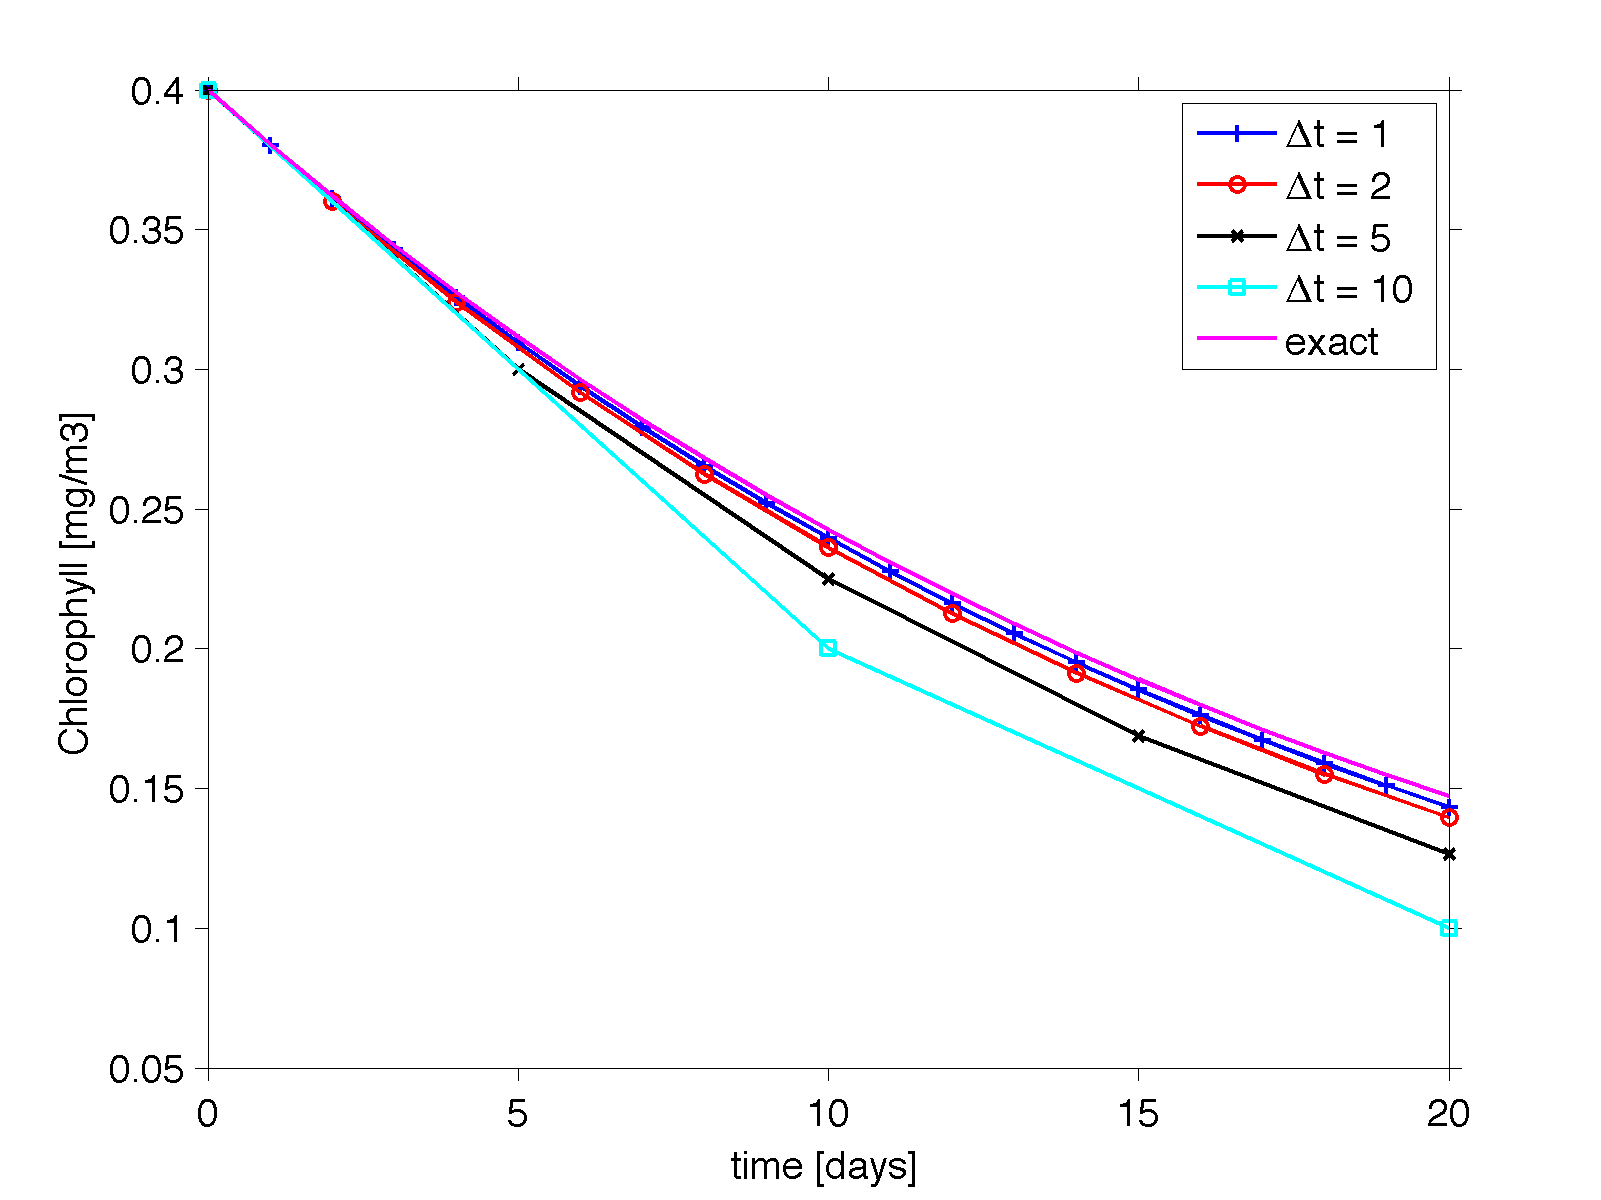 0.4
0.35
0.3
0.25
0.2
0.15
0.1
0.05
0
5
10
15
20
Chlorophyll [mg/m3]
time [days]
Δt = 1
Δt = 2
Δt = 5
Δt = 10
exact